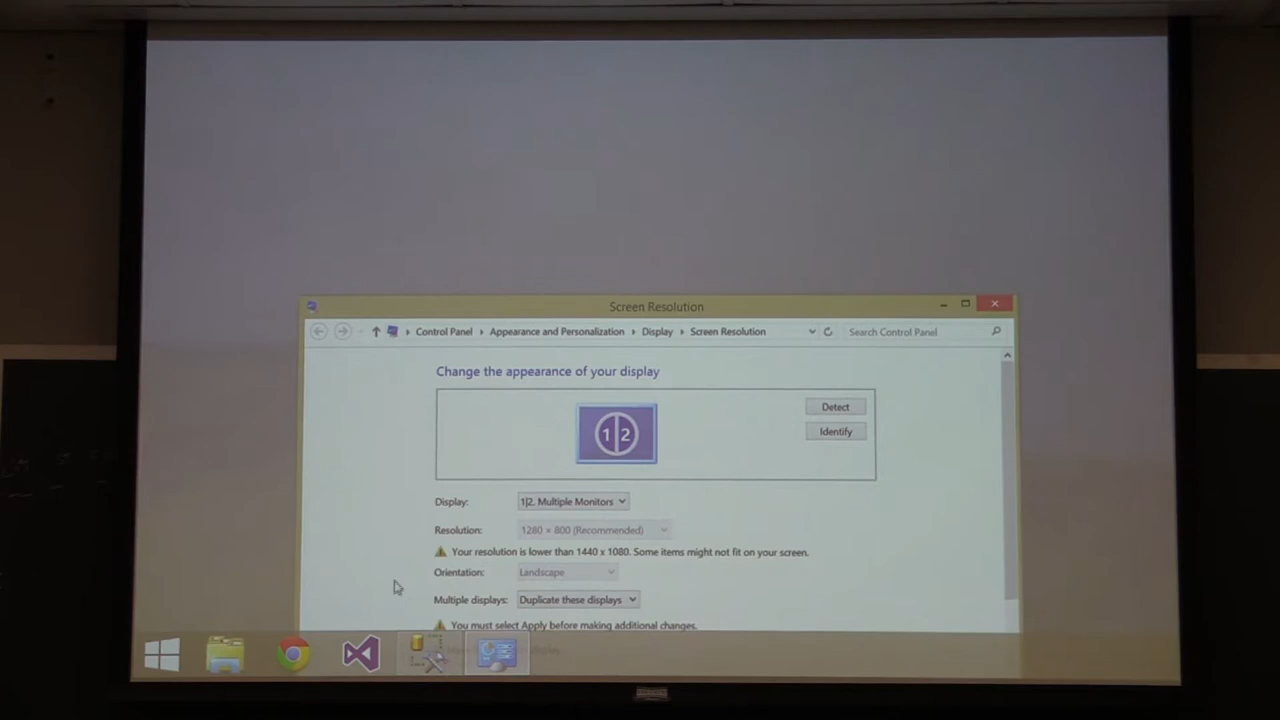 Screen Resolution
Control Panel Appearance and Personalization Display Screen Resolution Search Control Panel
Change the appearance of your display
1 2
Detect
Identify
Display: 1|2. Multiple Monitors
Resolution: 1280 × 800 (Recommended)
Your resolution is lower than 1440 x 1080. Some items might not fit on your screen.
Orientation: Landscape
Multiple displays: Duplicate these displays
You must select Apply before making additional changes.